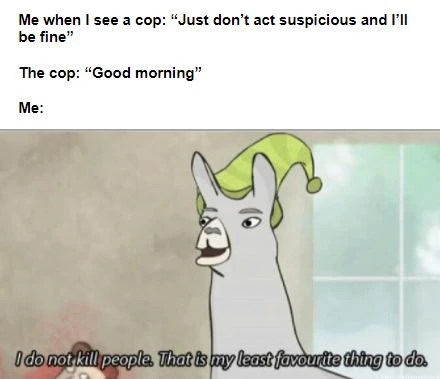 Me when I see a cop: “Just don’t act suspicious and I’ll
be fine”
The cop: “Good morning”
Me:
I do not kill people. That is my least favourite thing to do.